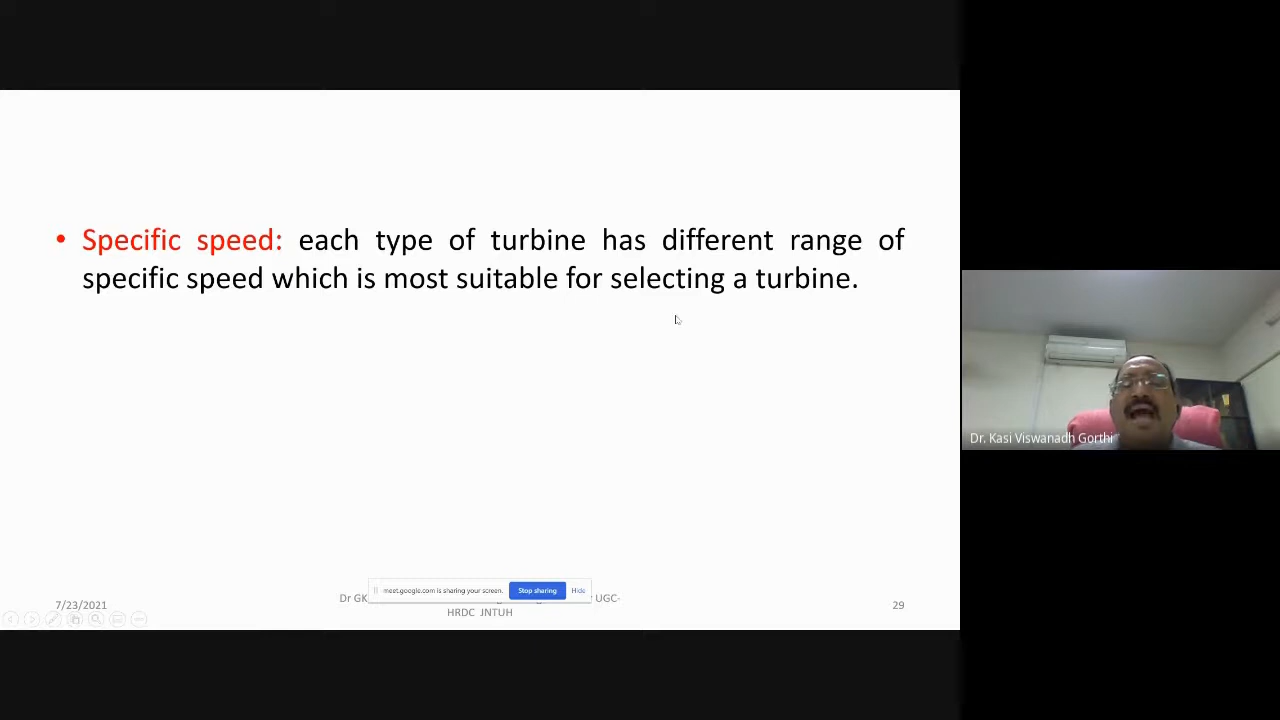 • Specific speed: each type of turbine has different range of
specific speed which is most suitable for selecting a turbine.
Dr. Kasi Viswanadh Gorthi
meet.google.com is sharing your screen. Stop sharing Hide
7/23/2021
Dr GK UGC-
HRDC JNTUH
29